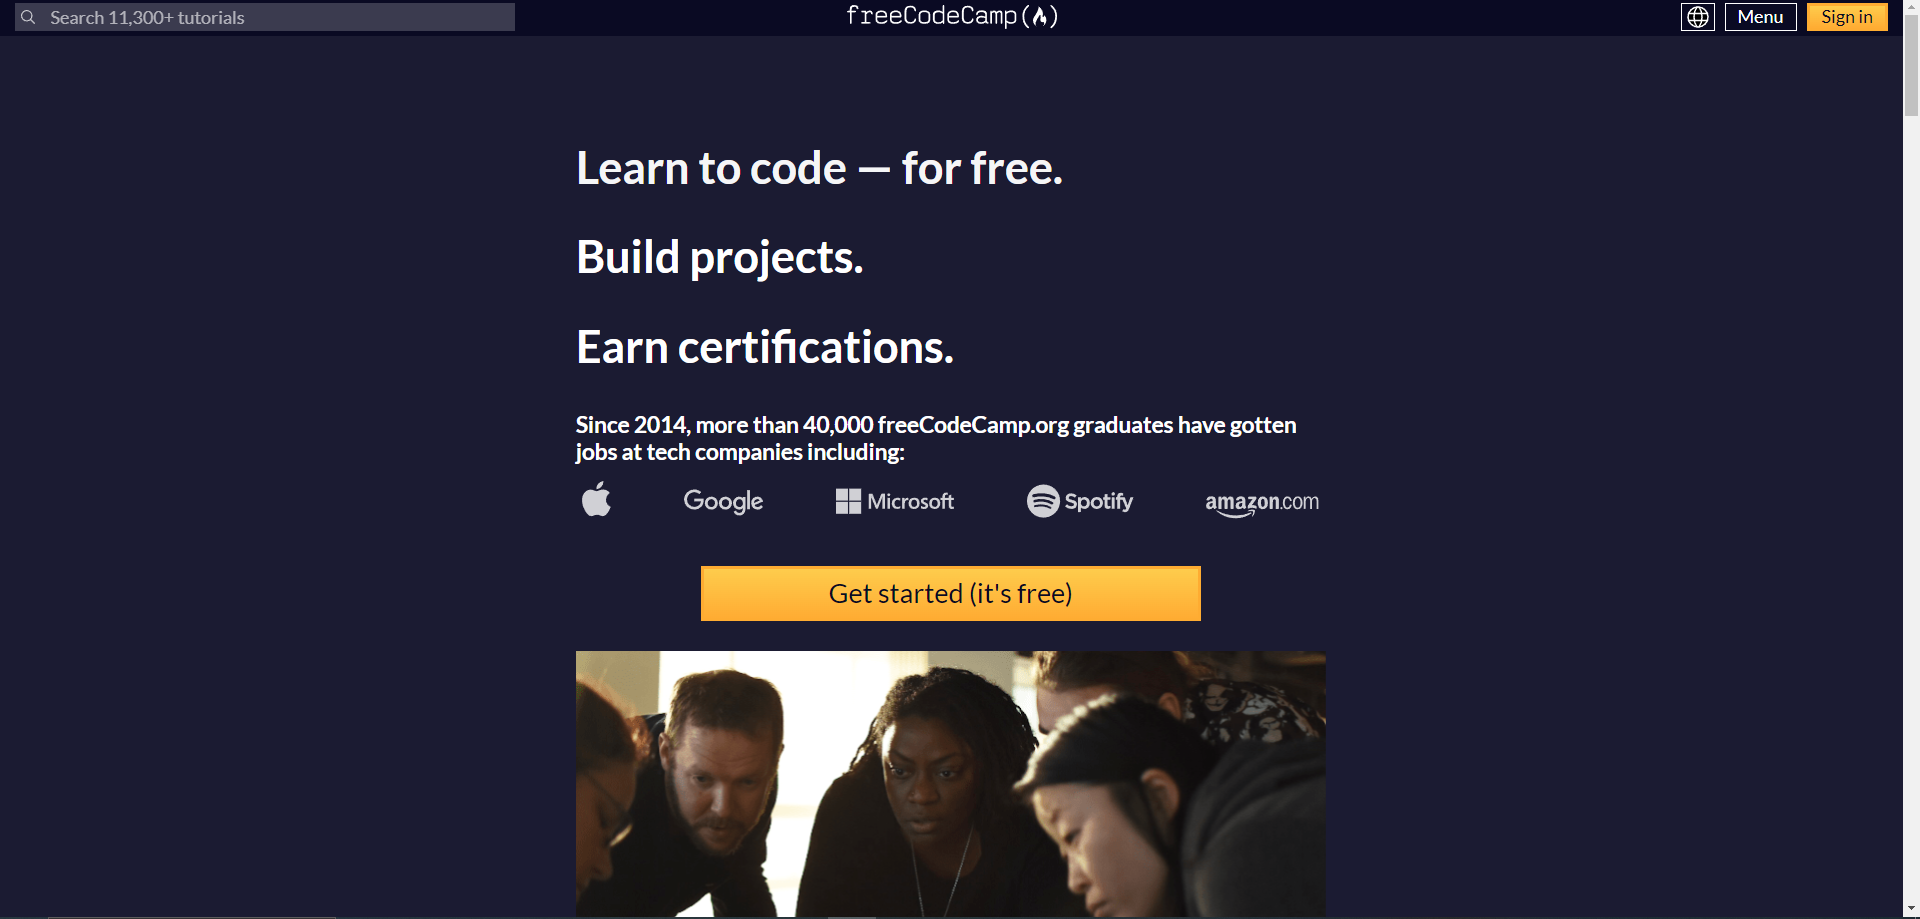 Search 11,300+ tutorials
freeCodeCamp
Menu
Sign in
Learn to code — for free.
Build projects.
Earn certifications.
Since 2014, more than 40,000 freeCodeCamp.org graduates have gotten
jobs at tech companies including:
Google
Microsoft
Spotify
amazon.com
Get started (it's free)